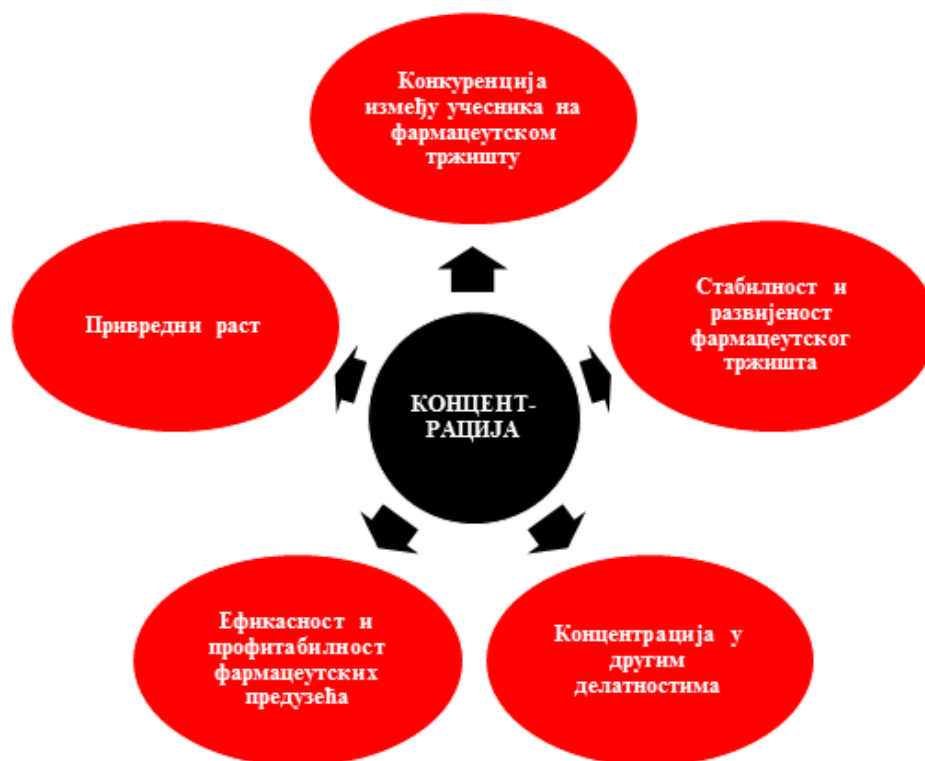 Конкуренција
између учесника на
фармацеутском
тржишту
Стабилност и
развијеност
фармацеутског
тржишта
Привредни раст
КОНЦЕНТ-
РАЦИЈА
Ефикасност и
профитабилност
фармацеутских
предузећа
Концентрација у
другим
делатностима